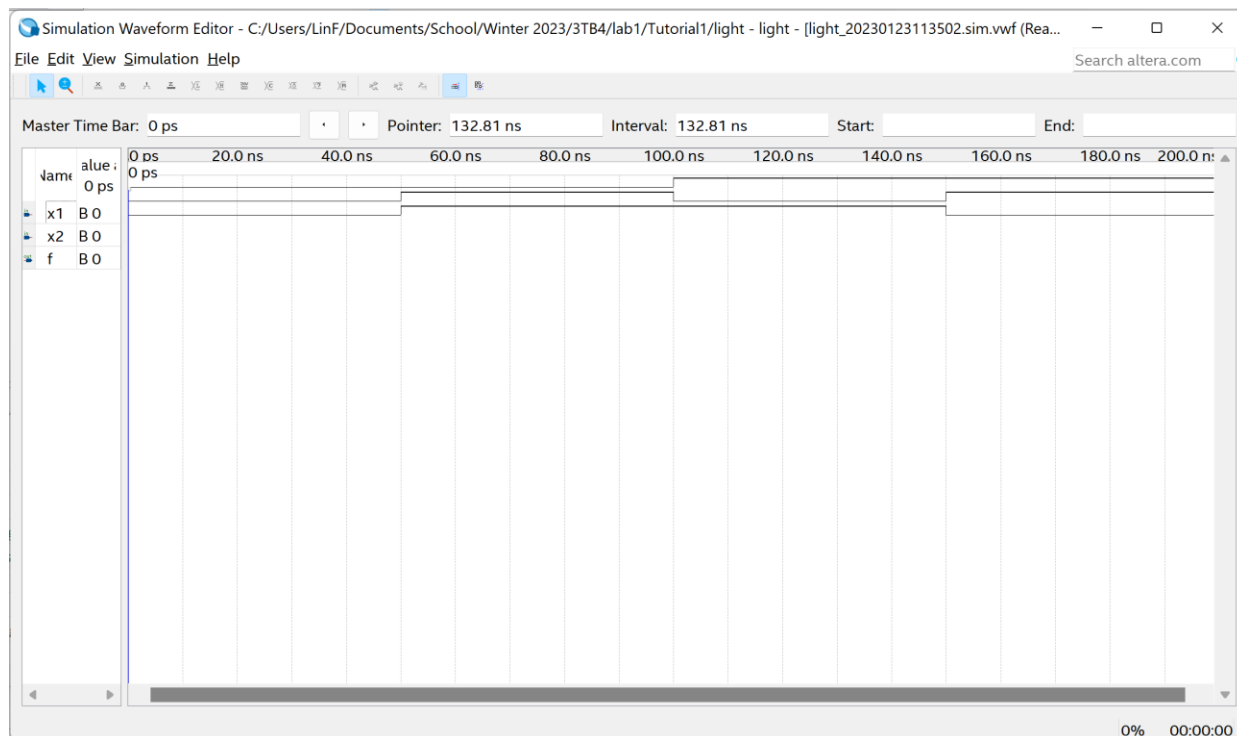 Simulation Waveform Editor - C:/Users/LinF/Documents/School/Winter 2023/3TB4/lab1/Tutorial1/light - light - [light_20230123113502.sim.vwf (Rea...
File Edit View Simulation Help
Search altera.com
Master Time Bar: 0 ps Pointer: 132.81 ns Interval: 132.81 ns Start: End:
0 ps 20.0 ns 40.0 ns 60.0 ns 80.0 ns 100.0 ns 120.0 ns 140.0 ns 160.0 ns 180.0 ns 200.0 n
0 ps
0 ps
x1 B 0
x2 B 0
f B 0
0% 00:00:00